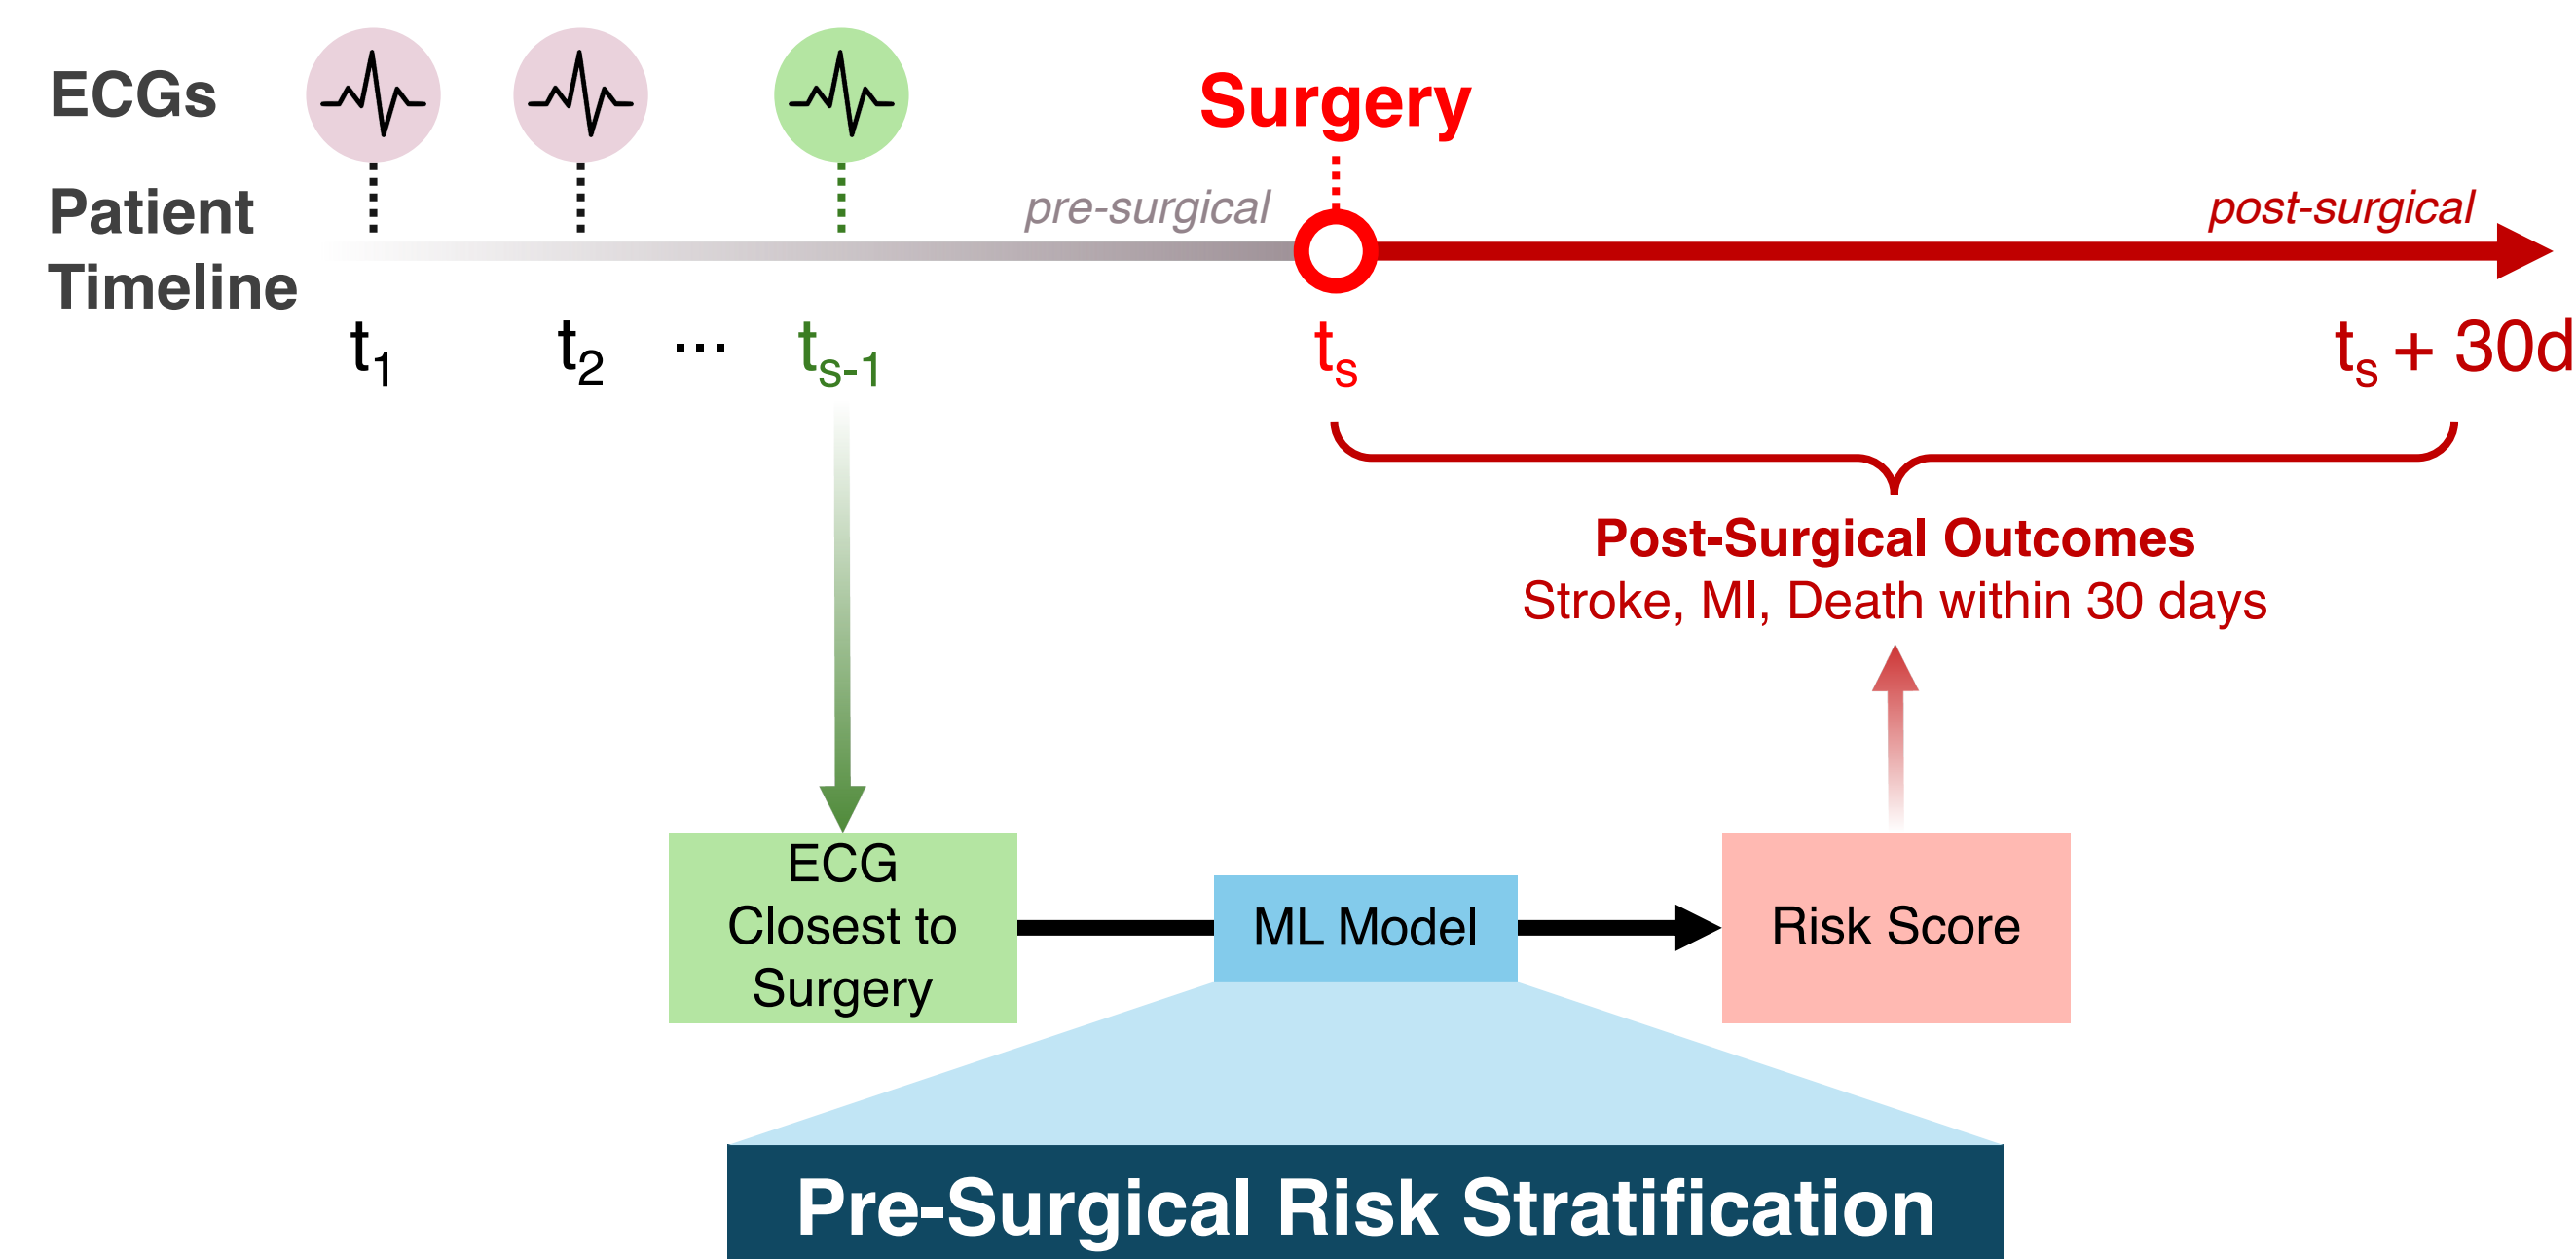 ECGs
Surgery
Patient
Timeline
pre-surgical
post-surgical
t1
t2
...
ts-1
ts
ts + 30d
Post-Surgical Outcomes
Stroke, MI, Death within 30 days
ECG
Closest to
Surgery
ML Model
Risk Score
Pre-Surgical Risk Stratification